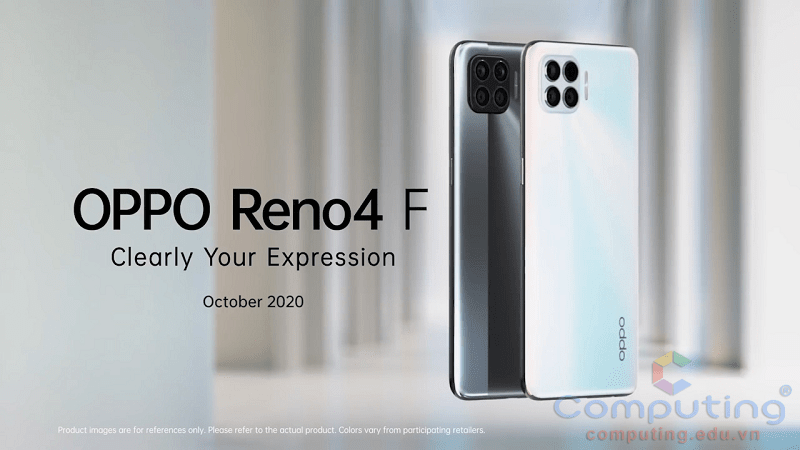 OPPO Reno4 F
Clearly Your Expression
October 2020
oppo
Computing®
computing.edu.vn
Product images are for references only. Please refer to the actual product. Colors vary from participating retailers.